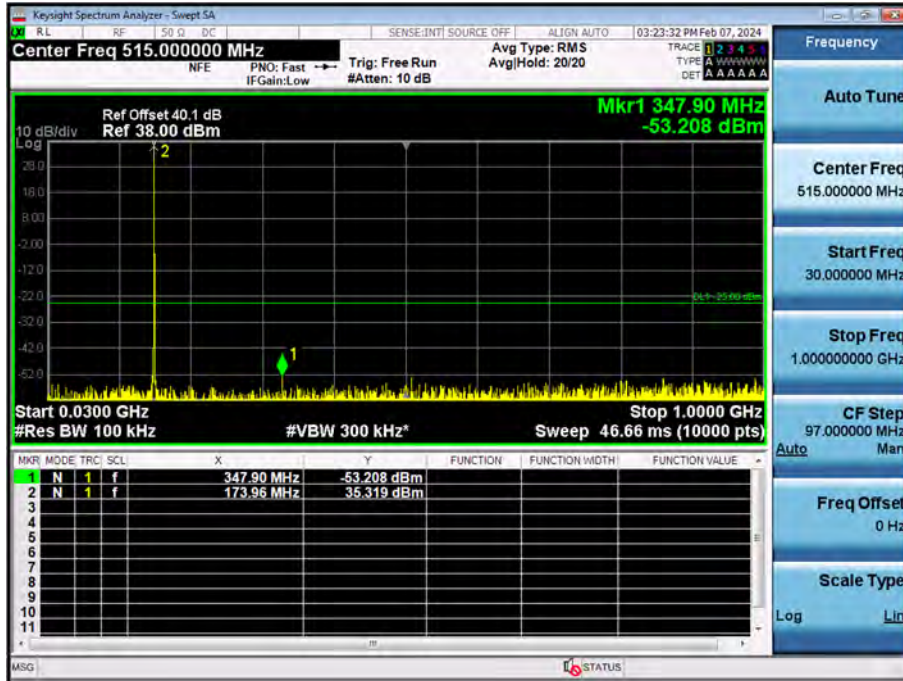 Keysight Spectrum Analyzer - Swept SA
RL RF 50 Ω DC SENSE:INT SOURCE OFF ALIGN AUTO 03:23:32 PM Feb 07, 2024
Center Freq 515.000000 MHz
NFE PNO: Fast Trig: Free Run Avg Type: RMS TRACE 1 2 3 4 5 6
IFGain:Low #Atten: 10 dB Avg|Hold: 20/20 TYPE A WWWWW
DET A A A A A A
Ref Offset 40.1 dB Mkr1 347.90 MHz
10 dB/div Ref 38.00 dBm -53.208 dBm
Log
2
28.0
18.0
8.00
-2.00
-12.0
-22.0
DL1 -25.00 dBm
-32.0
-42.0
1
-52.0
Start 0.0300 GHz Stop 1.0000 GHz
#Res BW 100 kHz #VBW 300 kHz* Sweep 46.66 ms (10000 pts)
MKR MODE TRC SCL X Y FUNCTION FUNCTION WIDTH FUNCTION VALUE
1 N 1 f 347.90 MHz -53.208 dBm
2 N 1 f 173.96 MHz 35.319 dBm
3
4
5
6
7
8
9
10
11
MSG STATUS
Frequency
Auto Tune
Center Freq
515.000000 MHz
Start Freq
30.000000 MHz
Stop Freq
1.000000000 GHz
CF Step
97.000000 MHz
Auto Man
Freq Offset
0 Hz
Scale Type
Log Lin